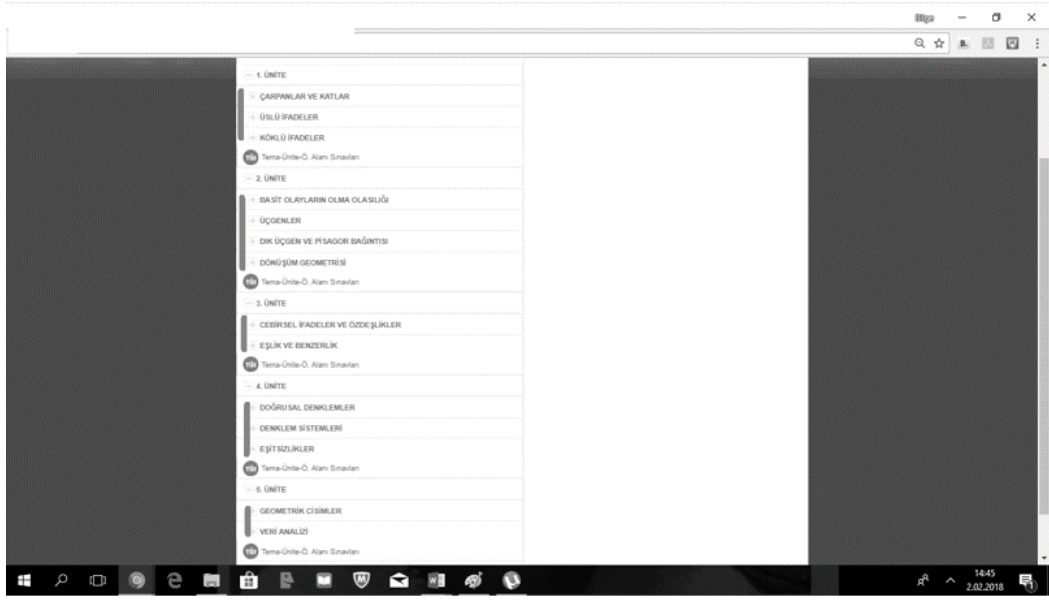 Bilge
1. ÜNİTE
ÇARPANLAR VE KATLAR
ÜSLÜ İFADELER
KÖKLÜ İFADELER
Tema-Ünite-Ö. Alanı Sınavları
2. ÜNİTE
BASİT OLAYLARIN OLMA OLASILIĞI
ÜÇGENLER
DİK ÜÇGEN VE PİSAGOR BAĞINTISI
DÖNÜŞÜM GEOMETRİSİ
Tema-Ünite-Ö. Alanı Sınavları
3. ÜNİTE
CEBİRSEL İFADELER VE ÖZDEŞLİKLER
EŞLİK VE BENZERLİK
Tema-Ünite-Ö. Alanı Sınavları
4. ÜNİTE
DOĞRUSAL DENKLEMLER
DENKLEM SİSTEMLERİ
EŞİTSİZLİKLER
Tema-Ünite-Ö. Alanı Sınavları
5. ÜNİTE
GEOMETRİK CİSİMLER
VERİ ANALİZİ
Tema-Ünite-Ö. Alanı Sınavları
14:45
2.02.2018